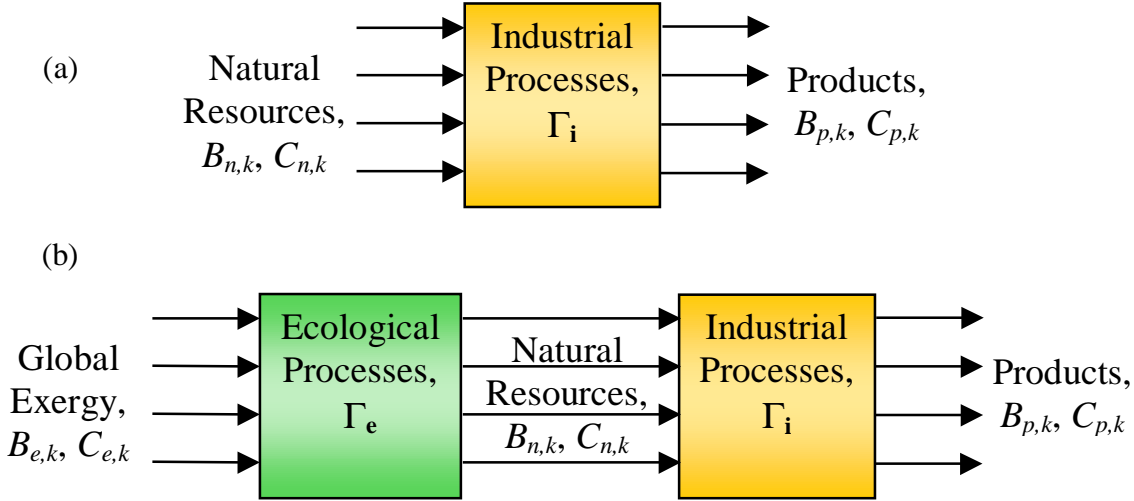 (a)
Natural
Resources,
B_{n,k}, C_{n,k}
Industrial
Processes,
Γ_i
Products,
B_{p,k}, C_{p,k}
(b)
Global
Exergy,
B_{e,k}, C_{e,k}
Ecological
Processes,
Γ_e
Natural
Resources,
B_{n,k}, C_{n,k}
Industrial
Processes,
Γ_i
Products,
B_{p,k}, C_{p,k}